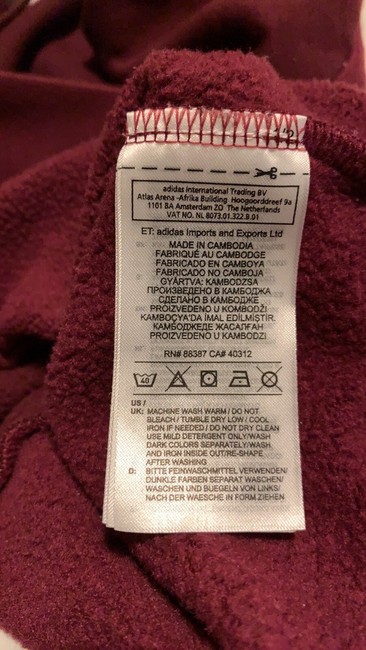 adidas International Trading BV
Atlas Arena -Afrika Building Hoogoorddreef 9a
1101 BA Amsterdam ZO The Netherlands
VAT NO. NL 8073.01.322.B.01
ET: adidas Imports and Exports Ltd
MADE IN CAMBODIA
FABRIQUÉ AU CAMBODGE
FABRICADO EN CAMBOYA
FABRICADO NO CAMBOJA
GYÁRTVA: KAMBODZSA
ПРОИЗВЕДЕНО В КАМБОДЖА
СДЕЛАНО В КАМБОДЖЕ
PROIZVEDENO U KOMBODŽI
KAMBOÇYA'DA İMAL EDİLMİŞTİR.
КАМБОДЖЕДЕ ЖАСАЛҒАН
PROIZVEDENO U KAMBODŽI
RN# 88387 CA# 40312
40
US /
UK: MACHINE WASH WARM / DO NOT
BLEACH / TUMBLE DRY LOW / COOL
IRON IF NEEDED / DO NOT DRY CLEAN
USE MILD DETERGENT ONLY/WASH
DARK COLORS SEPARATELY/WASH
AND IRON INSIDE OUT/RE-SHAPE
AFTER WASHING
D: BITTE FEINWASCHMITTEL VERWENDEN/
DUNKLE FARBEN SEPARAT WASCHEN/
WASCHEN UND BUEGELN VON LINKS/
NACH DER WAESCHE IN FORM ZIEHEN